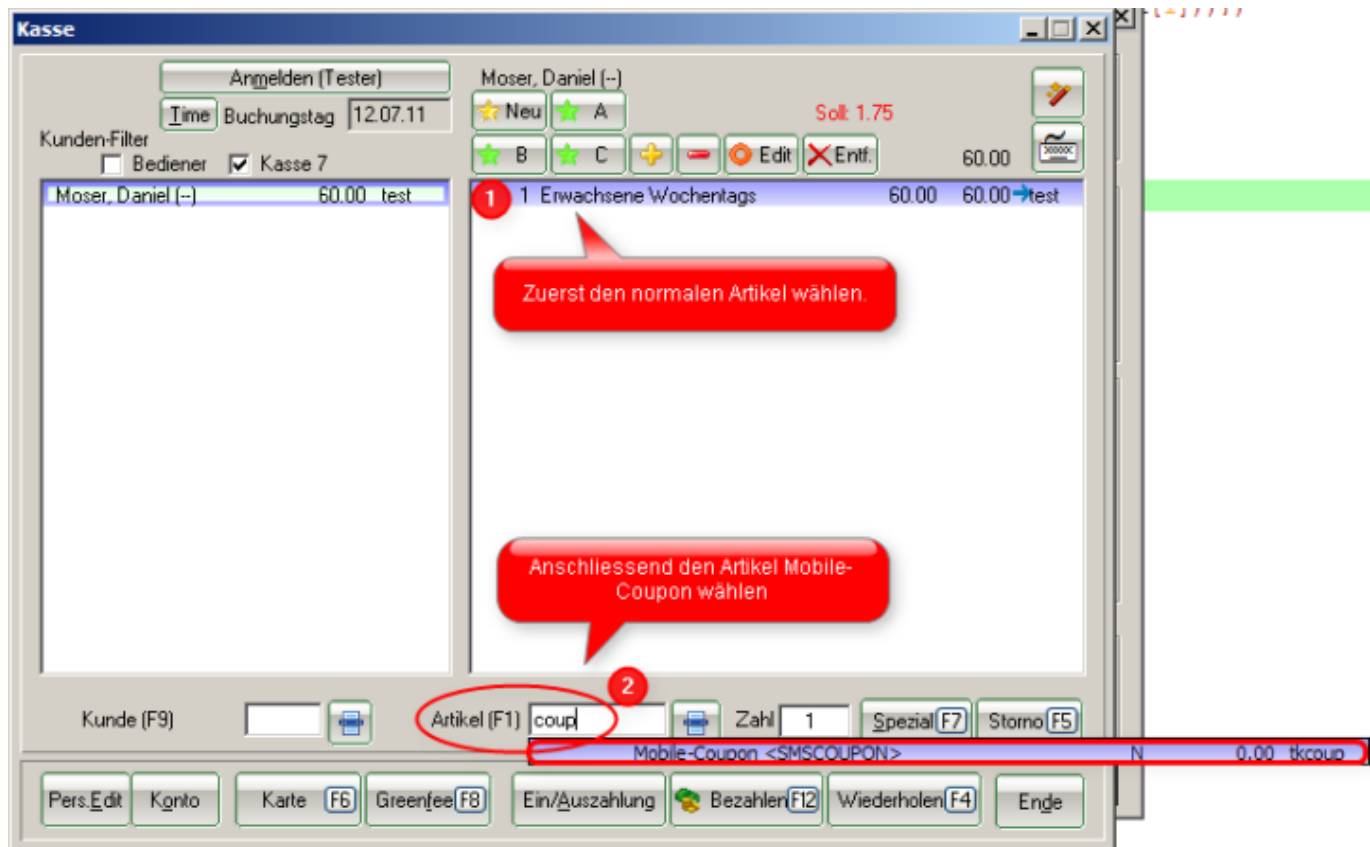 Kasse
Anmelden (Tester)
Moser, Daniel (--)
Time Buchungstag 12.07.11
Neu A
Soll: 1.75
Kunden-Filter
Bediener Kasse 7
B C Edit Entf.
60.00
Moser, Daniel (--) 60.00 test
1 1 Erwachsene Wochentags 60.00 60.00 test
Zuerst den normalen Artikel wählen.
Anschliessend den Artikel Mobile-
Coupon wählen
2
Kunde (F9)
Artikel (F1) coup
Zahl 1
Spezial F7 Storno F5
Mobile-Coupon <SMSCOUPON> N 0.00 tkcoup
Pers.Edit Konto Karte F6 Greenfee F8 Ein/Auszahlung Bezahlen F12 Wiederholen F4 Ende